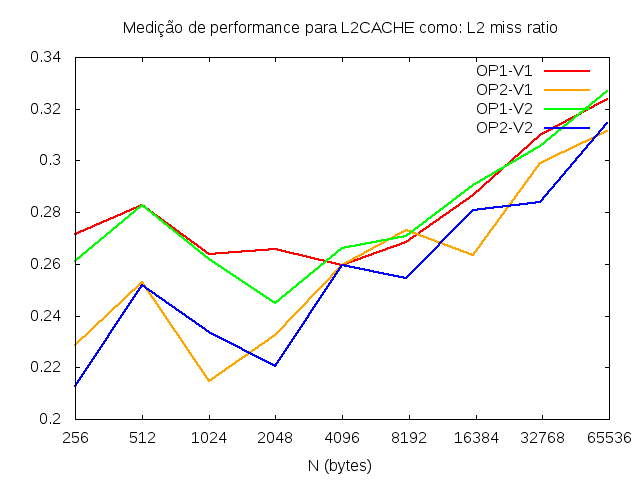 Medição de performance para L2CACHE como: L2 miss ratio
0.34
0.32
0.3
0.28
0.26
0.24
0.22
0.2
OP1-V1
OP2-V1
OP1-V2
OP2-V2
256 512 1024 2048 4096 8192 16384 32768 65536
N (bytes)